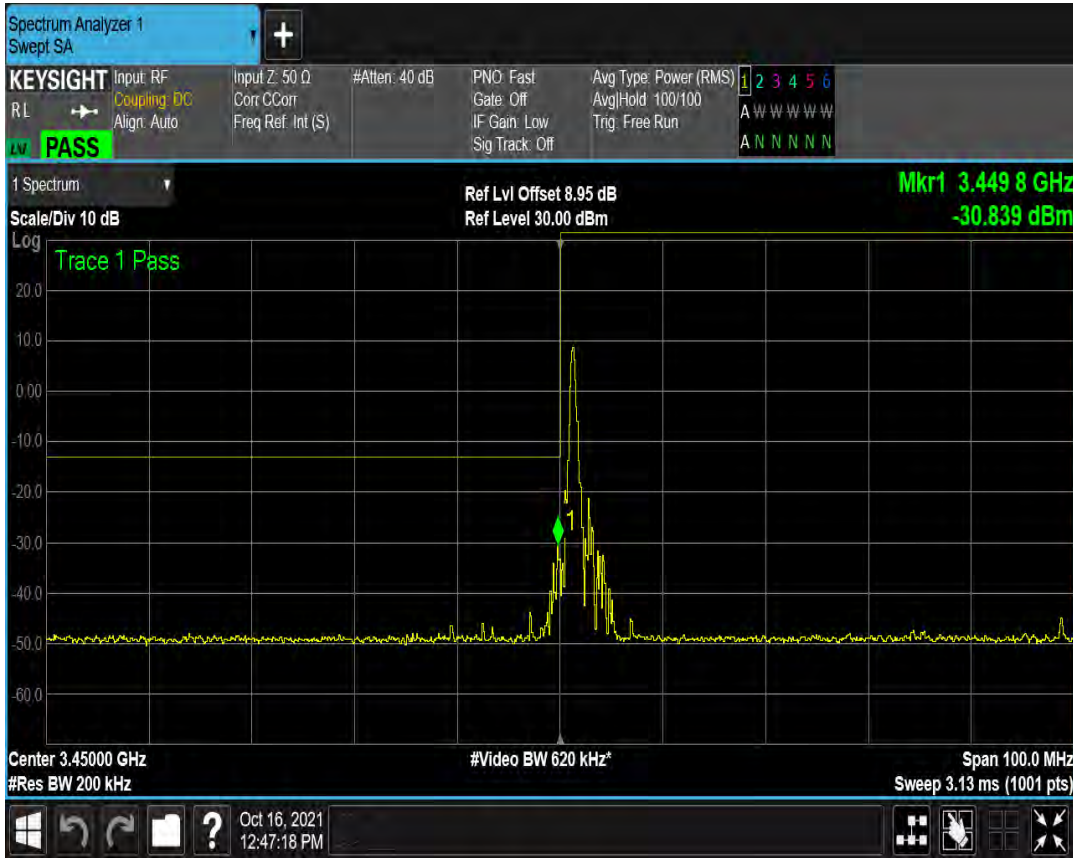 Spectrum Analyzer 1
Swept SA
KEYSIGHT
RL
PASS
Input: RF
Coupling: DC
Align: Auto
Input Z: 50 Ω
Corr CCorr
Freq Ref: Int (S)
#Atten: 40 dB
PNO: Fast
Gate: Off
IF Gain: Low
Sig Track: Off
Avg Type: Power (RMS)
Avg|Hold: 100/100
Trig: Free Run
1 2 3 4 5 6
A W W W W W
A N N N N N
1 Spectrum
Scale/Div 10 dB
Ref Lvl Offset 8.95 dB
Ref Level 30.00 dBm
Mkr1 3.449 8 GHz
-30.839 dBm
Log
Trace 1 Pass
20.0
10.0
0.00
-10.0
-20.0
-30.0
-40.0
-50.0
-60.0
1
Center 3.45000 GHz
#Res BW 200 kHz
#Video BW 620 kHz*
Span 100.0 MHz
Sweep 3.13 ms (1001 pts)
?
Oct 16, 2021
12:47:18 PM